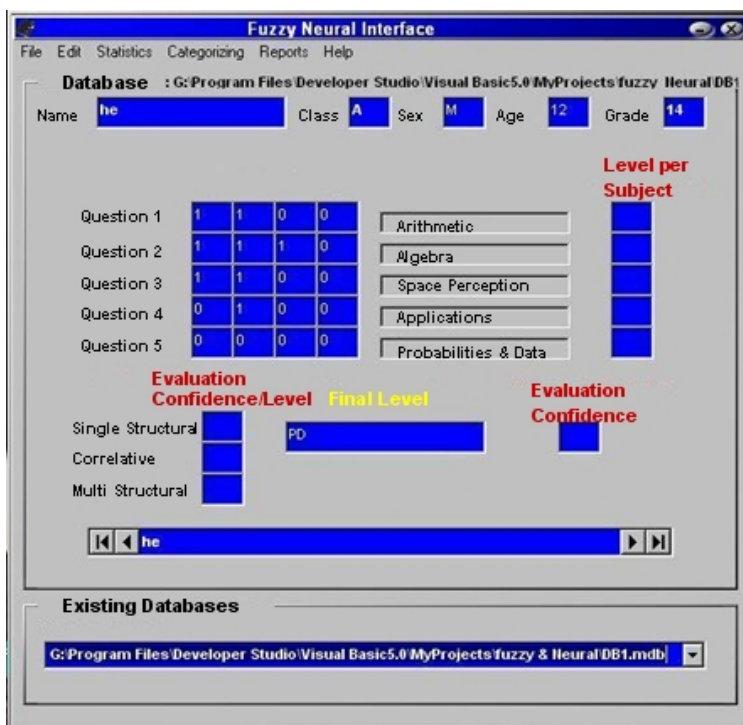 Fuzzy Neural Interface
File Edit Statistics Categorizing Reports Help
Database : G:\Program Files\Developer Studio\Visual Basic5.0\MyProjects\fuzzy Neural\DB1
Name he Class A Sex M Age 12 Grade 14
Level per
Subject
Question 1 1 1 0 0 Arithmetic
Question 2 1 1 1 0 Algebra
Question 3 1 1 0 0 Space Perception
Question 4 0 1 0 0 Applications
Question 5 0 0 0 0 Probabilities & Data
Evaluation
Confidence/Level Final Level Evaluation
Confidence
Single Structural PD
Correlative
Multi Structural
he
Existing Databases
G:\Program Files\Developer Studio\Visual Basic5.0\MyProjects\fuzzy & Neural\DB1.mdb